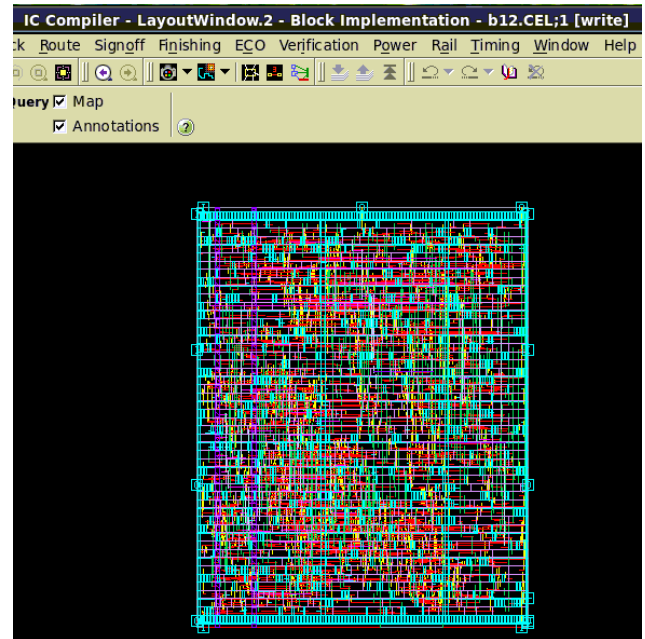 IC Compiler - LayoutWindow.2 - Block Implementation - b12.CEL;1 [write]
ck Route Signoff Finishing ECO Verification Power Rail Timing Window Help
Query Map
Annotations